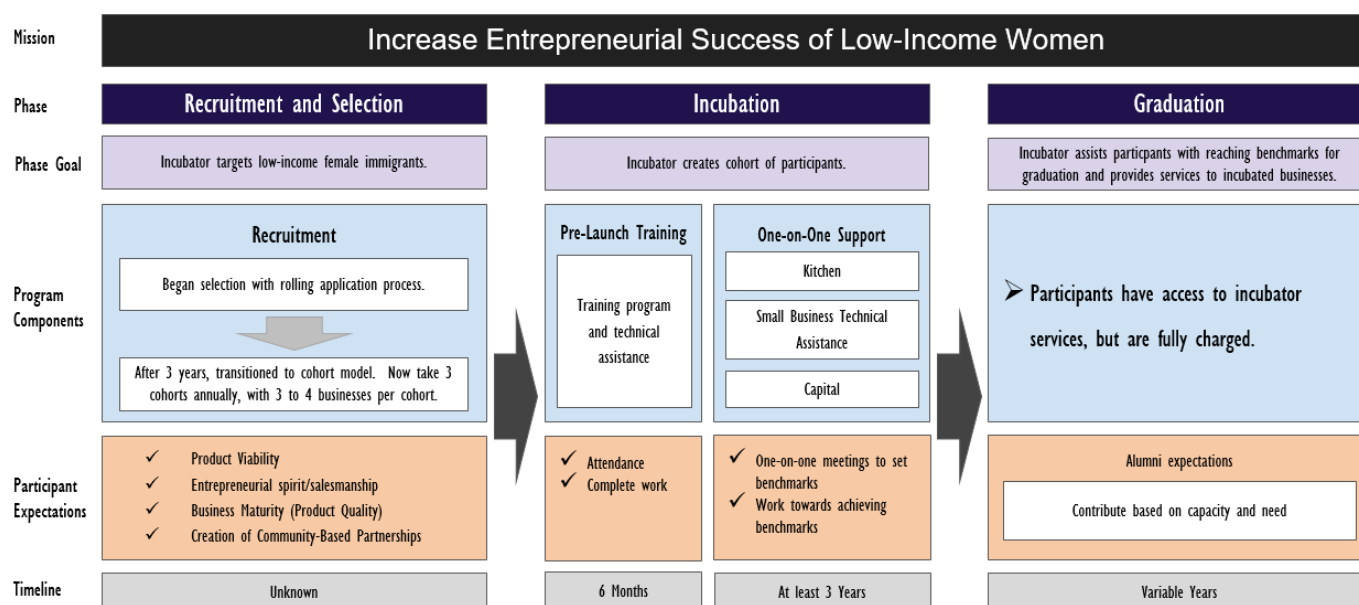 Mission
Increase Entrepreneurial Success of Low-Income Women
Phase
Recruitment and Selection
Incubation
Graduation
Phase Goal
Incubator targets low-income female immigrants.
Incubator creates cohort of participants.
Incubator assists particpants with reaching benchmarks for
graduation and provides services to incubated businesses.
Program
Components
Recruitment
Began selection with rolling application process.
After 3 years, transitioned to cohort model. Now take 3
cohorts annually, with 3 to 4 businesses per cohort.
Pre-Launch Training
Training program
and technical
assistance
One-on-One Support
Kitchen
Small Business Technical
Assistance
Capital
➢ Participants have access to incubator
services, but are fully charged.
Participant
Expectations
✓ Product Viability
✓ Entrepreneurial spirit/salesmanship
✓ Business Maturity (Product Quality)
✓ Creation of Community-Based Partnerships
✓ Attendance
✓ Complete work
✓ One-on-one meetings to set
benchmarks
✓ Work towards achieving
benchmarks
Alumni expectations
Contribute based on capacity and need
Timeline
Unknown
6 Months
At least 3 Years
Variable Years